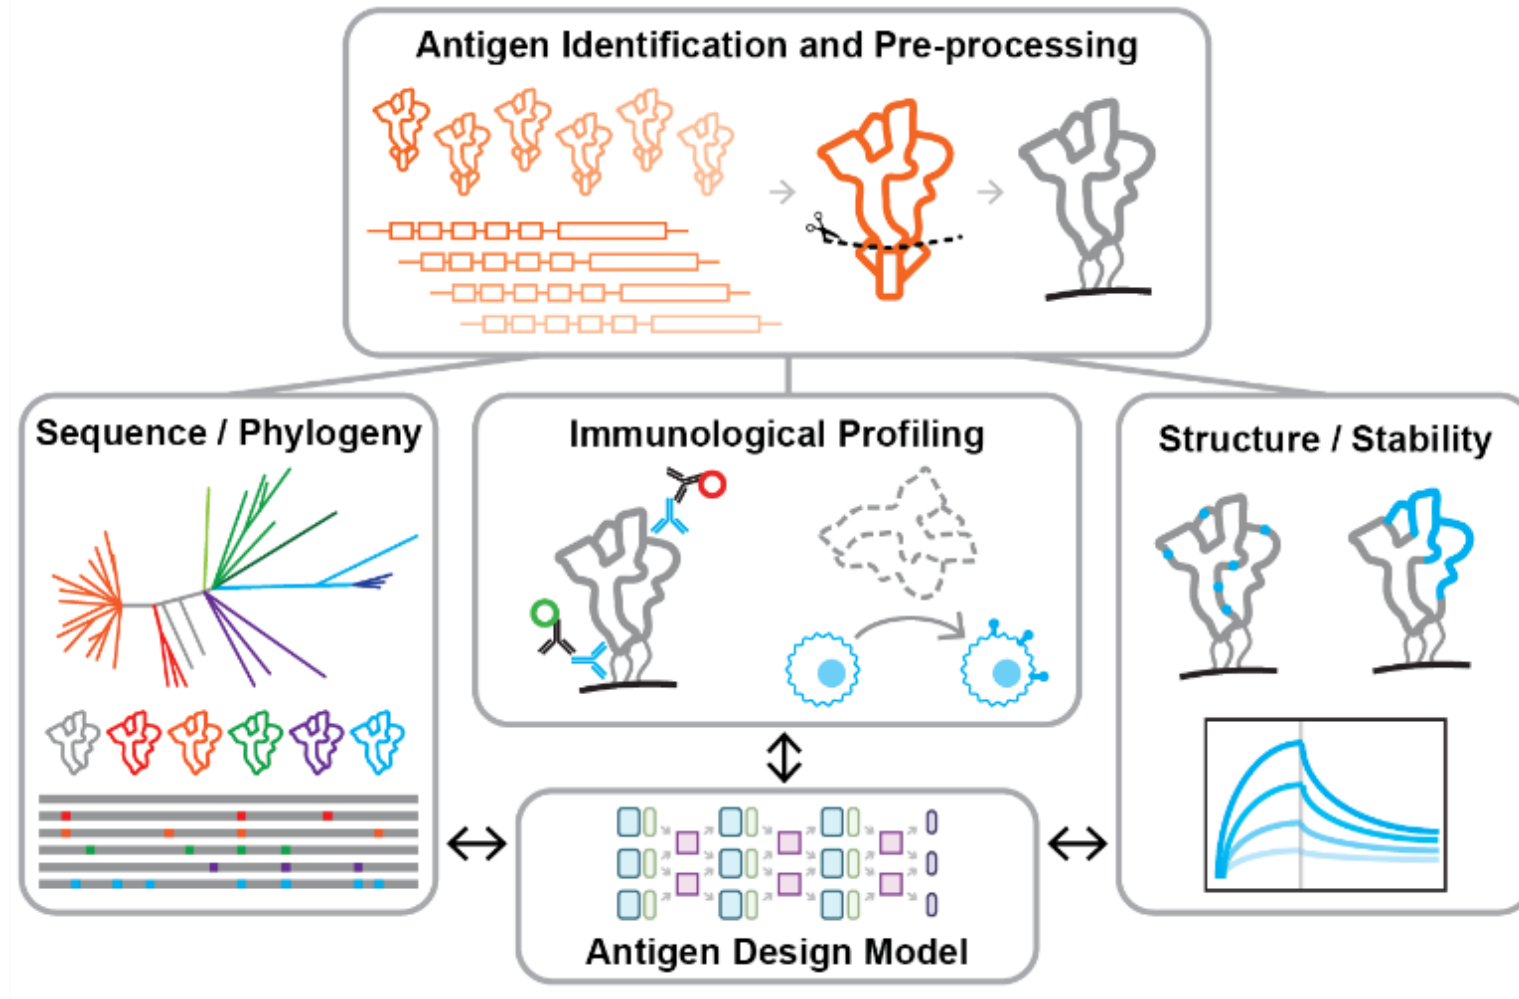 Antigen Identification and Pre-processing
Sequence / Phylogeny
Immunological Profiling
Structure / Stability
Antigen Design Model